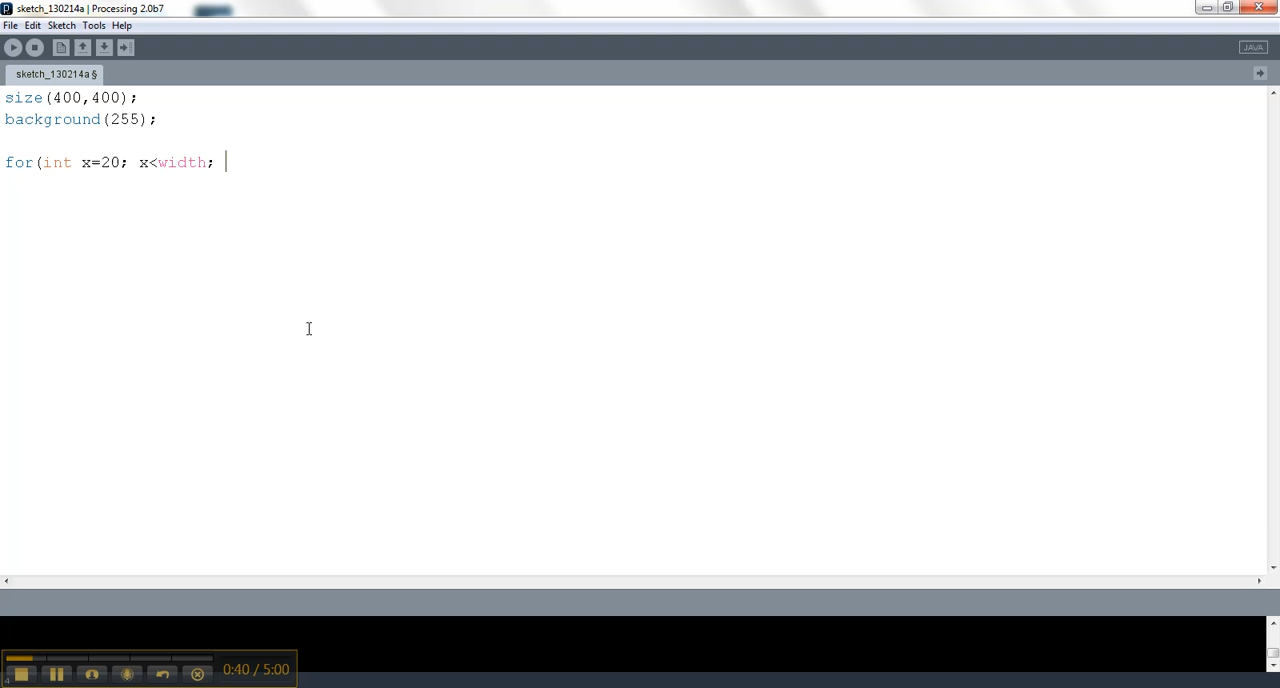 sketch_130214a | Processing 2.0b7
File Edit Sketch Tools Help
JAVA
sketch_130214a §
size(400,400);
background(255);
for(int x=20; x<width;
4
0:40 / 5:00